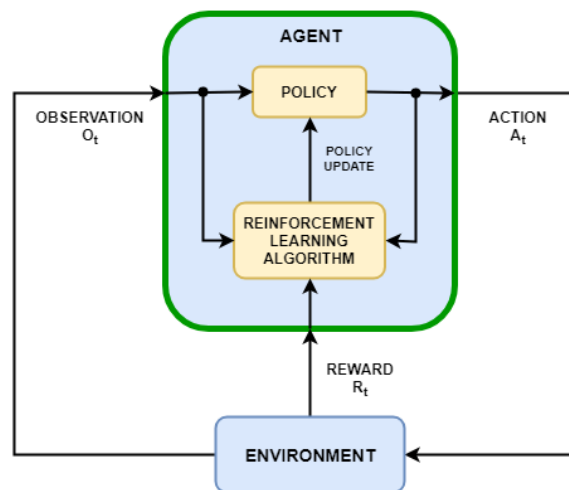 AGENT
POLICY
OBSERVATION
Oₜ
ACTION
Aₜ
POLICY
UPDATE
REINFORCEMENT
LEARNING
ALGORITHM
REWARD
Rₜ
ENVIRONMENT